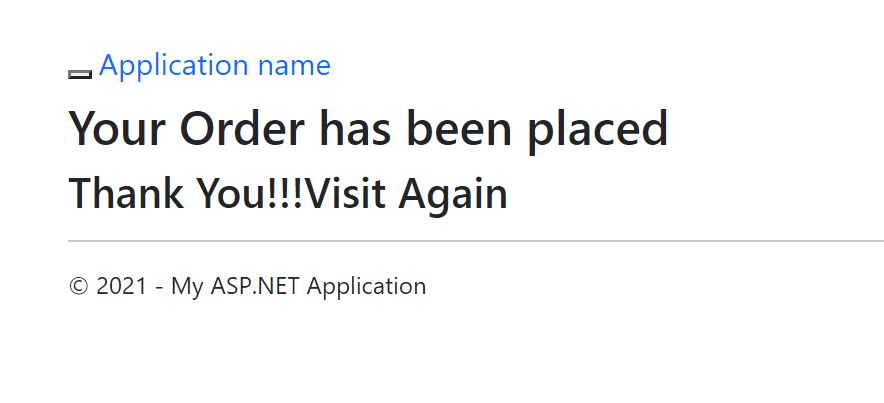 Application name
Your Order has been placed
Thank You!!!Visit Again
© 2021 - My ASP.NET Application